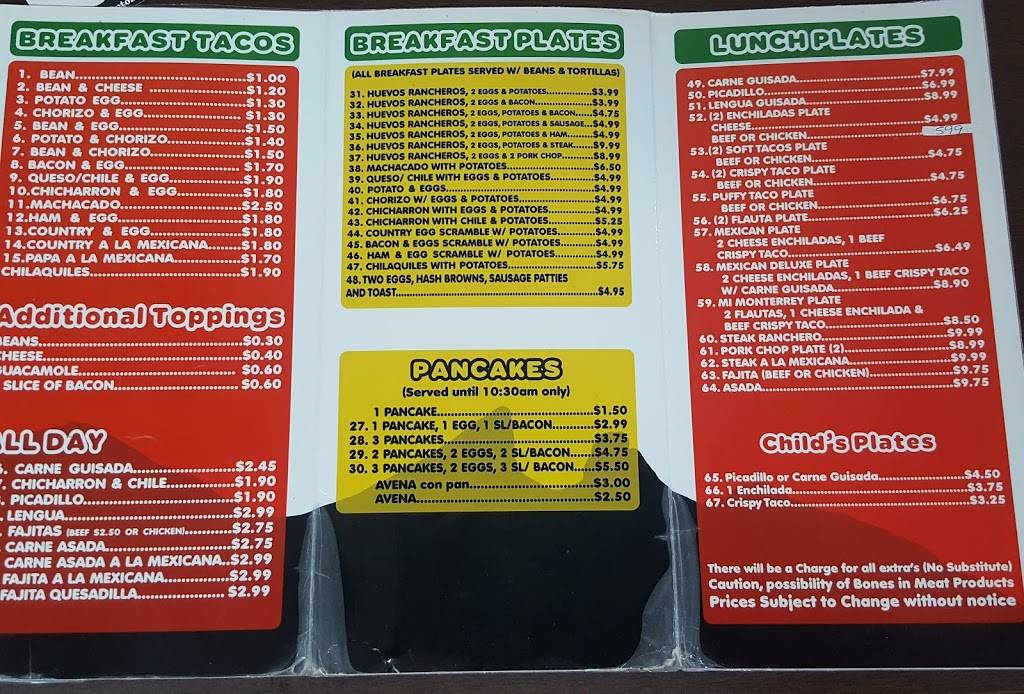 BREAKFAST TACOS
1. BEAN $1.00
2. BEAN & CHEESE $1.20
3. POTATO EGG $1.30
4. CHORIZO & EGG $1.30
5. BEAN & EGG $1.50
6. POTATO & CHORIZO $1.40
7. BEAN & CHORIZO $1.50
8. BACON & EGG $1.70
9. QUESO/CHILE & EGG $1.90
10.CHICHARRON & EGG $1.80
11.MACHACADO $2.50
12.HAM & EGG $1.80
13.COUNTRY & EGG $1.80
14.COUNTRY A LA MEXICANA $1.80
15.PAPA A LA MEXICANA $1.70
CHILAQUILES $1.90
Additional Toppings
BEANS $0.30
CHEESE $0.40
GUACAMOLE $0.60
SLICE OF BACON $0.60
ALL DAY
6. CARNE GUISADA $2.45
7. CHICHARRON & CHILE $1.90
. PICADILLO $1.90
. LENGUA $2.99
. FAJITAS (BEEF $2.50 OR CHICKEN) $2.75
CARNE ASADA $2.75
CARNE ASADA A LA MEXICANA..$2.99
FAJITA A LA MEXICANA $2.99
FAJITA QUESADILLA $2.99
BREAKFAST PLATES
(ALL BREAKFAST PLATES SERVED W/ BEANS & TORTILLAS)
31. HUEVOS RANCHEROS, 2 EGGS & POTATOES $3.99
32. HUEVOS RANCHEROS, 2 EGGS & BACON $3.99
33. HUEVOS RANCHEROS, 2 EGGS, POTATOES & BACON $4.75
34. HUEVOS RANCHEROS, 2 EGGS, POTATOES & SAUSAGE $4.99
35. HUEVOS RANCHEROS, 2 EGGS, POTATOES & HAM $4.99
36. HUEVOS RANCHEROS, 2 EGGS, POTATOES & STEAK $9.99
37. HUEVOS RANCHEROS, 2 EGGS & 2 PORK CHOP $8.99
38. MACHACADO WITH POTATOES $6.50
39. QUESO/ CHILE WITH EGGS & POTATOES $4.99
40. POTATO & EGGS $4.99
41. CHORIZO W/ EGGS & POTATOES $4.99
42. CHICHARRON WITH EGGS & POTATOES $4.99
43. CHICHARRON WITH CHILE & POTATOES $5.25
44. COUNTRY EGG SCRAMBLE W/ POTATOES $4.99
45. BACON & EGGS SCRAMBLE W/ POTATOES $4.99
46. HAM & EGG SCRAMBLE W/ POTATOES $4.99
47. CHILAQUILES WITH POTATOES $5.75
48.TWO EGGS, HASH BROWNS, SAUSAGE PATTIES
AND TOAST $4.95
PANCAKES
(Served until 10:30am only)
1 PANCAKE $1.50
27. 1 PANCAKE, 1 EGG, 1 SL/BACON $2.99
28. 3 PANCAKES $3.75
29. 2 PANCAKES, 2 EGGS, 2 SL/BACON $4.75
30. 3 PANCAKES, 2 EGGS, 3 SL/ BACON $5.50
AVENA con pan $3.00
AVENA $2.50
LUNCH PLATES
49. CARNE GUISADA $7.99
50. PICADILLO $6.99
51. LENGUA GUISADA $8.99
52. (2) ENCHILADAS PLATE
CHEESE $4.99
BEEF OR CHICKEN 5.99
53.(2) SOFT TACOS PLATE
BEEF OR CHICKEN $4.75
54. (2) CRISPY TACO PLATE
BEEF OR CHICKEN $4.75
55. PUFFY TACO PLATE
BEEF OR CHICKEN $6.75
56. (2) FLAUTA PLATE $6.25
57. MEXICAN PLATE
2 CHEESE ENCHILADAS, 1 BEEF
CRISPY TACO $6.49
58. MEXICAN DELUXE PLATE
2 CHEESE ENCHILADAS, 1 BEEF CRISPY TACO
W/ CARNE GUISADA $8.90
59. MI MONTERREY PLATE
2 FLAUTAS, 1 CHEESE ENCHILADA &
BEEF CRISPY TACO $8.50
60. STEAK RANCHERO $9.99
61. PORK CHOP PLATE (2) $8.99
62. STEAK A LA MEXICANA $9.99
63. FAJITA (BEEF OR CHICKEN) $9.75
64. ASADA $9.75
Child's Plates
65. Picadillo or Carne Guisada $4.50
66. 1 Enchilada $3.75
67. Crispy Taco $3.25
There will be a Charge for all extra's (No Substitute)
Caution, possibility of Bones in Meat Products
Prices Subject to Change without notice